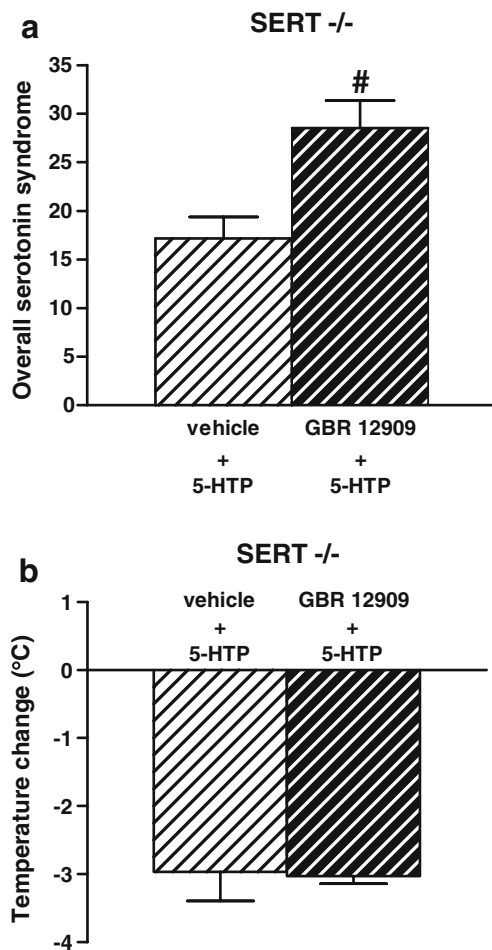 a
SERT -/-
Overall serotonin syndrome
35
30
25
20
15
10
5
0
#
vehicle
+
5-HTP
GBR 12909
+
5-HTP
b
SERT -/-
Temperature change (°C)
1
0
-1
-2
-3
-4
vehicle
+
5-HTP
GBR 12909
+
5-HTP